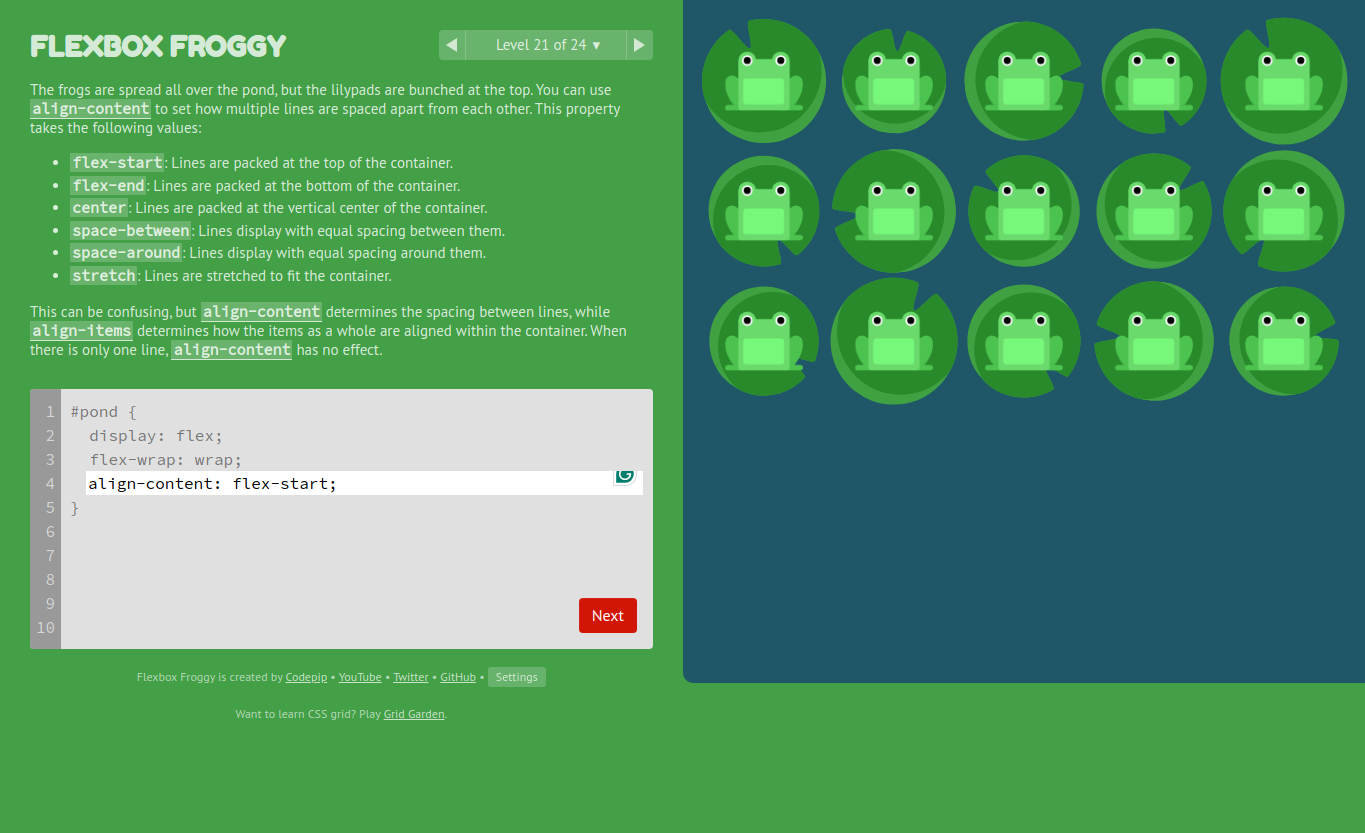 FLEXBOX FROGGY
◀ Level 21 of 24 ▼ ▶
The frogs are spread all over the pond, but the lilypads are bunched at the top. You can use
align-content to set how multiple lines are spaced apart from each other. This property
takes the following values:
• flex-start: Lines are packed at the top of the container.
• flex-end: Lines are packed at the bottom of the container.
• center: Lines are packed at the vertical center of the container.
• space-between: Lines display with equal spacing between them.
• space-around: Lines display with equal spacing around them.
• stretch: Lines are stretched to fit the container.
This can be confusing, but align-content determines the spacing between lines, while
align-items determines how the items as a whole are aligned within the container. When
there is only one line, align-content has no effect.
1 #pond {
2 display: flex;
3 flex-wrap: wrap;
4 align-content: flex-start;
5 }
6
7
8
9
10
Next
Flexbox Froggy is created by Codepip • YouTube • Twitter • GitHub • Settings
Want to learn CSS grid? Play Grid Garden.